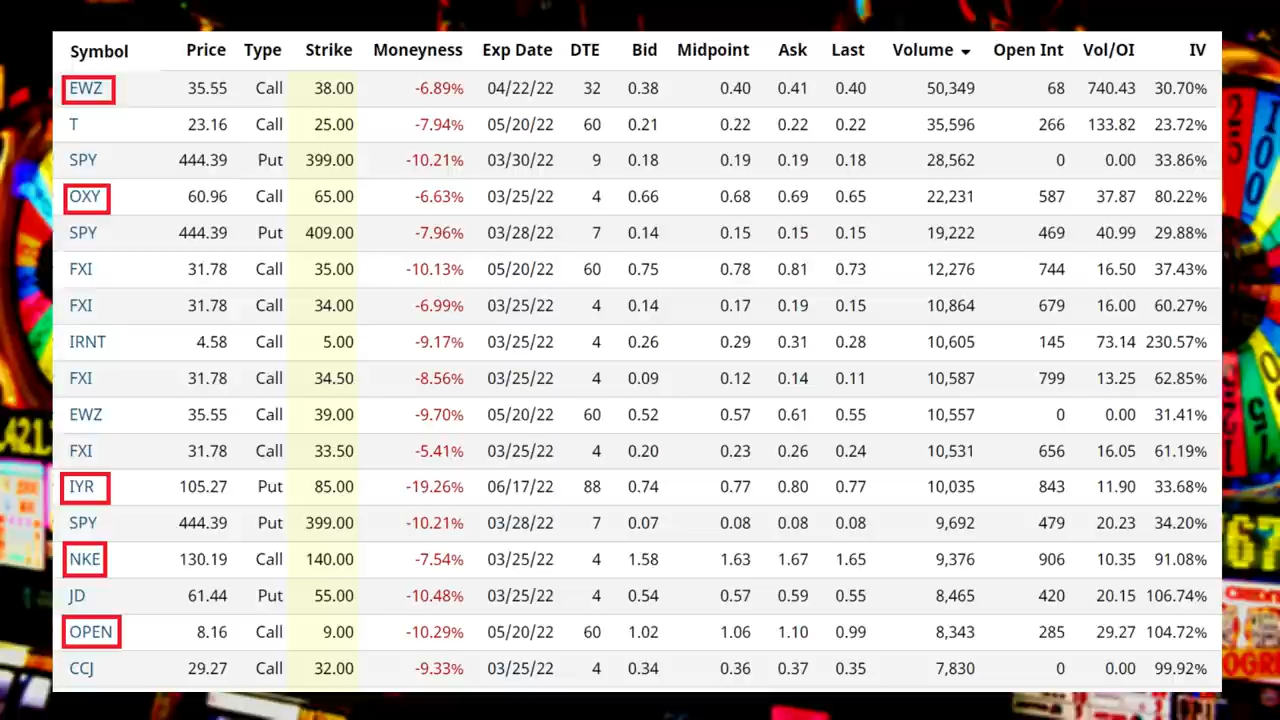 Symbol Price Type Strike Moneyness Exp Date DTE Bid Midpoint Ask Last Volume Open Int Vol/OI IV
EWZ 35.55 Call 38.00 -6.89% 04/22/22 32 0.38 0.40 0.41 0.40 50,349 68 740.43 30.70%
T 23.16 Call 25.00 -7.94% 05/20/22 60 0.21 0.22 0.22 0.22 35,596 266 133.82 23.72%
SPY 444.39 Put 399.00 -10.21% 03/30/22 9 0.18 0.19 0.19 0.18 28,562 0 0.00 33.86%
OXY 60.96 Call 65.00 -6.63% 03/25/22 4 0.66 0.68 0.69 0.65 22,231 587 37.87 80.22%
SPY 444.39 Put 409.00 -7.96% 03/28/22 7 0.14 0.15 0.15 0.15 19,222 469 40.99 29.88%
FXI 31.78 Call 35.00 -10.13% 05/20/22 60 0.75 0.78 0.81 0.73 12,276 744 16.50 37.43%
FXI 31.78 Call 34.00 -6.99% 03/25/22 4 0.14 0.17 0.19 0.15 10,864 679 16.00 60.27%
IRNT 4.58 Call 5.00 -9.17% 03/25/22 4 0.26 0.29 0.31 0.28 10,605 145 73.14 230.57%
FXI 31.78 Call 34.50 -8.56% 03/25/22 4 0.09 0.12 0.14 0.11 10,587 799 13.25 62.85%
EWZ 35.55 Call 39.00 -9.70% 05/20/22 60 0.52 0.57 0.61 0.55 10,557 0 0.00 31.41%
FXI 31.78 Call 33.50 -5.41% 03/25/22 4 0.20 0.23 0.26 0.24 10,531 656 16.05 61.19%
IYR 105.27 Put 85.00 -19.26% 06/17/22 88 0.74 0.77 0.80 0.77 10,035 843 11.90 33.68%
SPY 444.39 Put 399.00 -10.21% 03/28/22 7 0.07 0.08 0.08 0.08 9,692 479 20.23 34.20%
NKE 130.19 Call 140.00 -7.54% 03/25/22 4 1.58 1.63 1.67 1.65 9,376 906 10.35 91.08%
JD 61.44 Put 55.00 -10.48% 03/25/22 4 0.54 0.57 0.59 0.55 8,465 420 20.15 106.74%
OPEN 8.16 Call 9.00 -10.29% 05/20/22 60 1.02 1.06 1.10 0.99 8,343 285 29.27 104.72%
CCJ 29.27 Call 32.00 -9.33% 03/25/22 4 0.34 0.36 0.37 0.35 7,830 0 0.00 99.92%